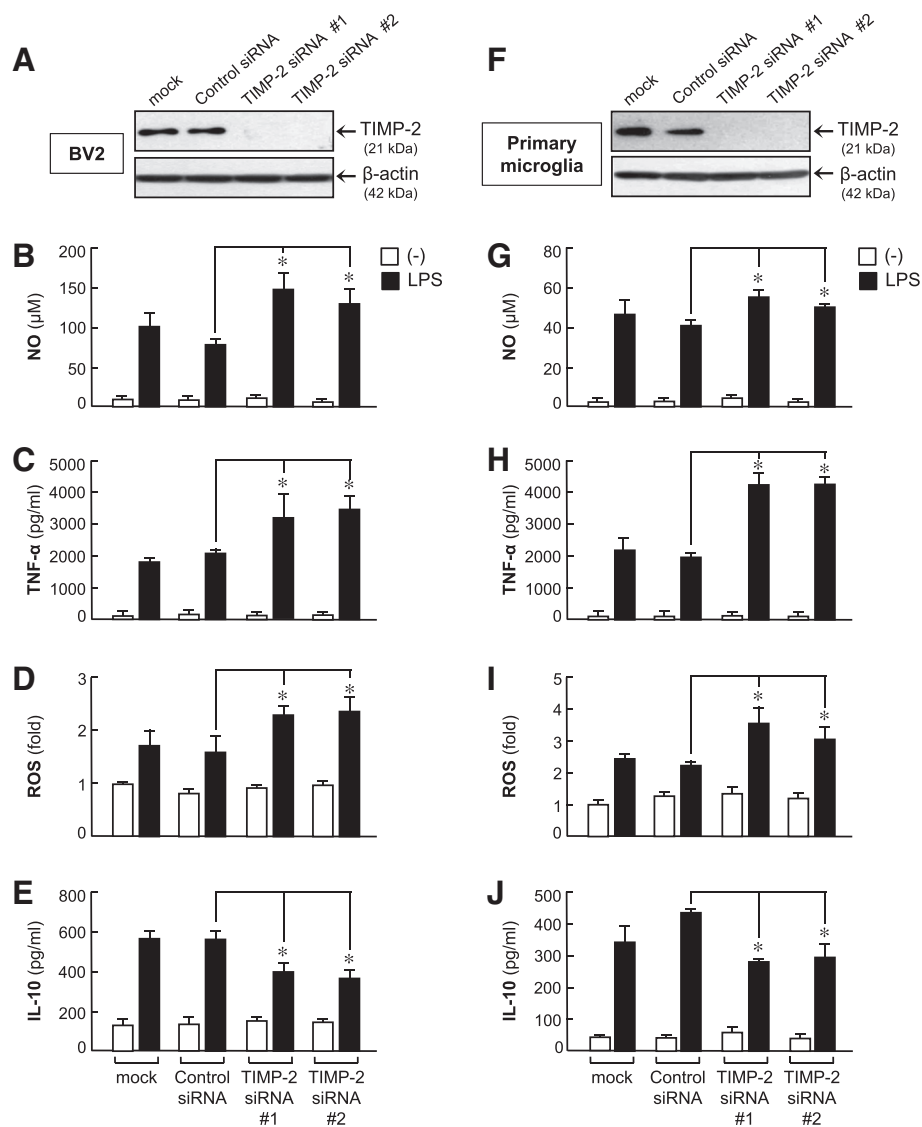 A
mock
Control siRNA
TIMP-2 siRNA #1
TIMP-2 siRNA #2
BV2
TIMP-2
(21 kDa)
β-actin
(42 kDa)
F
mock
Control siRNA
TIMP-2 siRNA #1
TIMP-2 siRNA #2
Primary
microglia
TIMP-2
(21 kDa)
β-actin
(42 kDa)
B
NO (µM)
200
150
100
50
0
* *
(-)
LPS
G
NO (µM)
80
60
40
20
0
* *
(-)
LPS
C
TNF-α (pg/ml)
5000
4000
3000
2000
1000
0
* *
H
TNF-α (pg/ml)
5000
4000
3000
2000
1000
0
* *
D
ROS (fold)
3
2
1
0
* *
I
ROS (fold)
5
4
3
2
1
0
* *
E
IL-10 (pg/ml)
800
600
400
200
0
* *
mock
Control
siRNA
TIMP-2
siRNA
#1
TIMP-2
siRNA
#2
J
IL-10 (pg/ml)
500
400
300
200
100
0
* *
mock
Control
siRNA
TIMP-2
siRNA
#1
TIMP-2
siRNA
#2